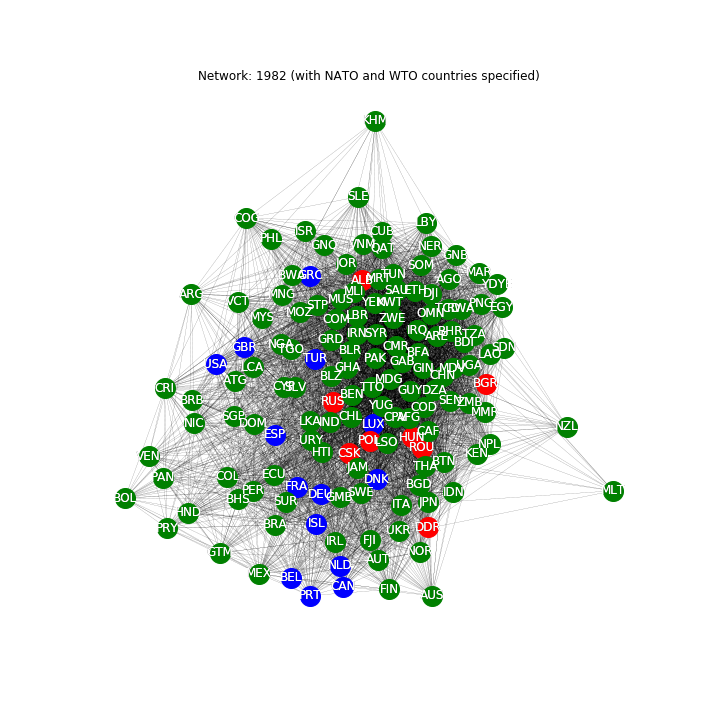 Network: 1982 (with NATO and WTO countries specified)
KHM
SLE
COG
LBY
ISR
CUB
PHL
GNQ
VNM
QAT
NER
GNB
JOR
SOM
MAR
BWA
GRC
ALB
MRT
TUN
AGO
YDYE
ARG
MNG
MLI
SAU
ETH
DJI
VCT
STP
MUS
YEM
KWT
PNG
EGY
MOZ
LBR
OMN
TCD
RWA
MYS
COM
ZWE
GRD
IRN
SYR
IRQ
ARE
BHR
TZA
BDI
GBR
NGA
TGO
BLR
CMR
BFA
LAO
SDN
USA
LCA
TUR
GHA
PAK
GAB
GIN
MDV
UGA
CHN
ATG
CYP
SLV
BLZ
TTO
MDG
GUY
DZA
BGR
CRI
BRB
RUS
BEN
YUG
COD
SEN
ZMB
MMR
NIC
SGP
DOM
LKA
IND
CHL
LUX
CPV
AFG
NZL
ESP
URY
POL
LSO
HUN
CAF
ROU
NPL
VEN
HTI
CSK
KEN
PAN
COL
ECU
JAM
THA
BTN
BOL
PER
BHS
FRA
DEU
GMB
SWE
DNK
BGD
IDN
MLT
HND
SUR
ITA
JPN
PRY
BRA
ISL
UKR
DDR
GTM
IRL
FJI
NOR
MEX
BEL
NLD
AUT
PRT
CAN
FIN
AUS